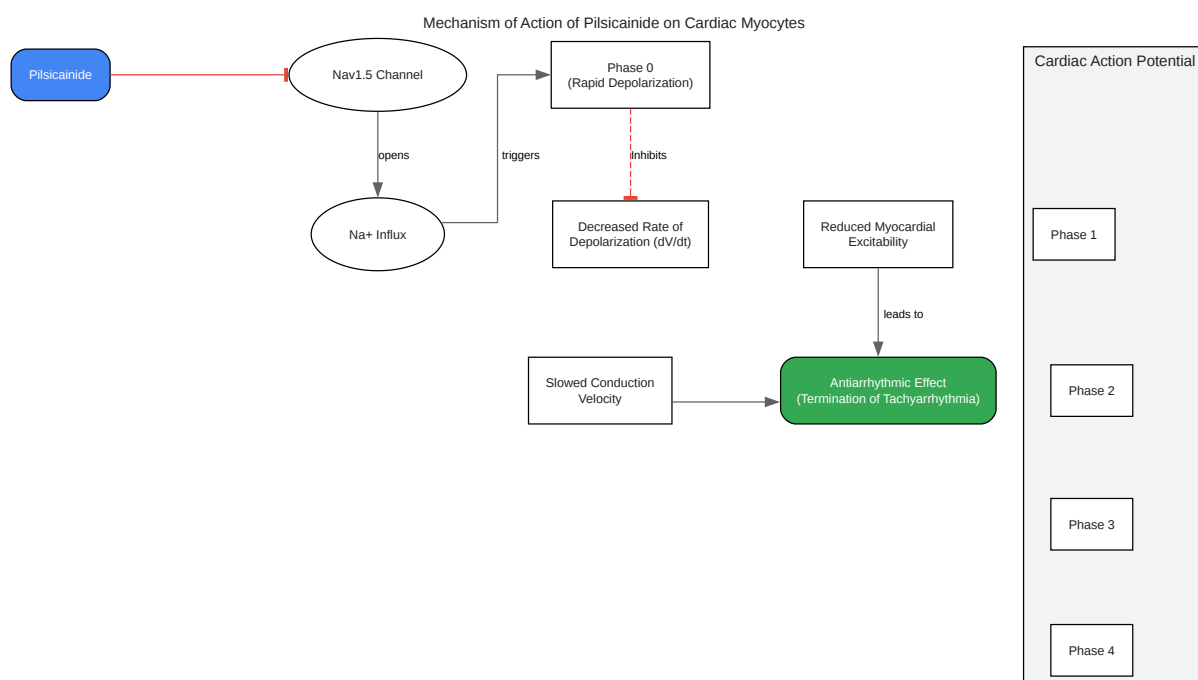 Mechanism of Action of Pilsicainide on Cardiac Myocytes
Pilsicainide
Nav1.5 Channel
Phase 0
(Rapid Depolarization)
Cardiac Action Potential
opens
triggers
Inhibits
Na+ Influx
Decreased Rate of
Depolarization (dV/dt)
Reduced Myocardial
Excitability
Phase 1
leads to
Slowed Conduction
Velocity
Antiarrhythmic Effect
(Termination of Tachyarrhythmia)
Phase 2
Phase 3
Phase 4